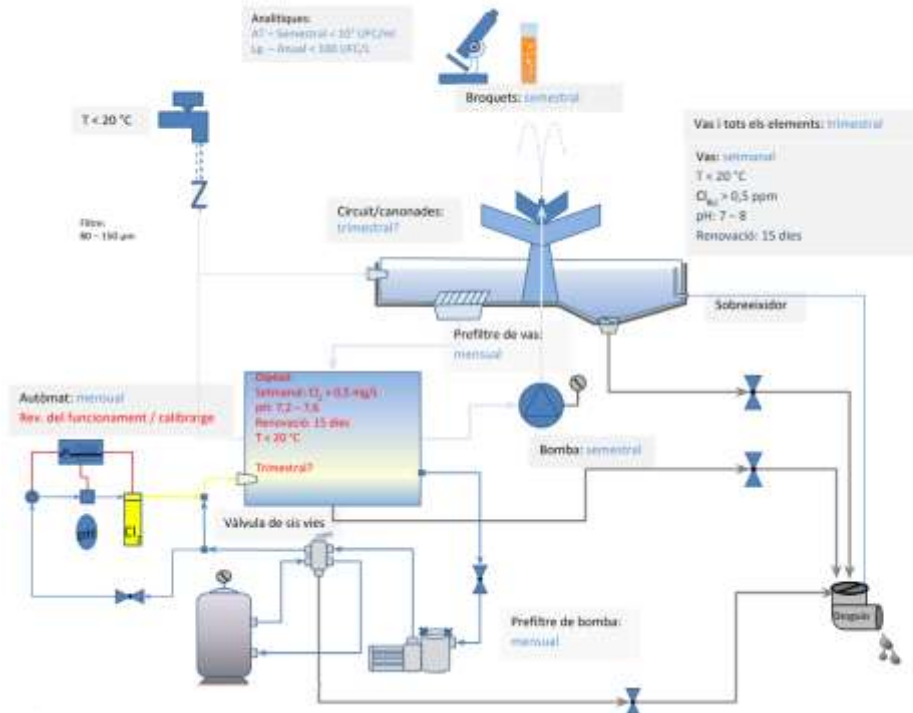 Analítiques:
AT – Semestral < 10⁵ UFC/ml
Lp – Anual < 100 UFC/L
Broquets: semestral
T < 20 °C
Vas i tots els elements: trimestral
Vas: setmanal
T < 20 °C
> 0,5 ppm
pH: 7 – 8
Renovació: 15 dies
Circuit/canonades:
trimestral?
Filtre:
80 – 150 µm
Sobreeixidor
Prefiltre de vas:
mensual
Dipòsit
Setmanal: Cl₂ > 0,5 mg/L
pH: 7,2 – 7,6
Renovació: 15 dies
T < 20 °C
Trimestral?
Autòmat: mensual
Rev. del funcionament / calibratge
Bomba: semestral
pH
Cl₂
Vàlvula de sis vies
Prefiltre de bomba:
mensual
Desguàs